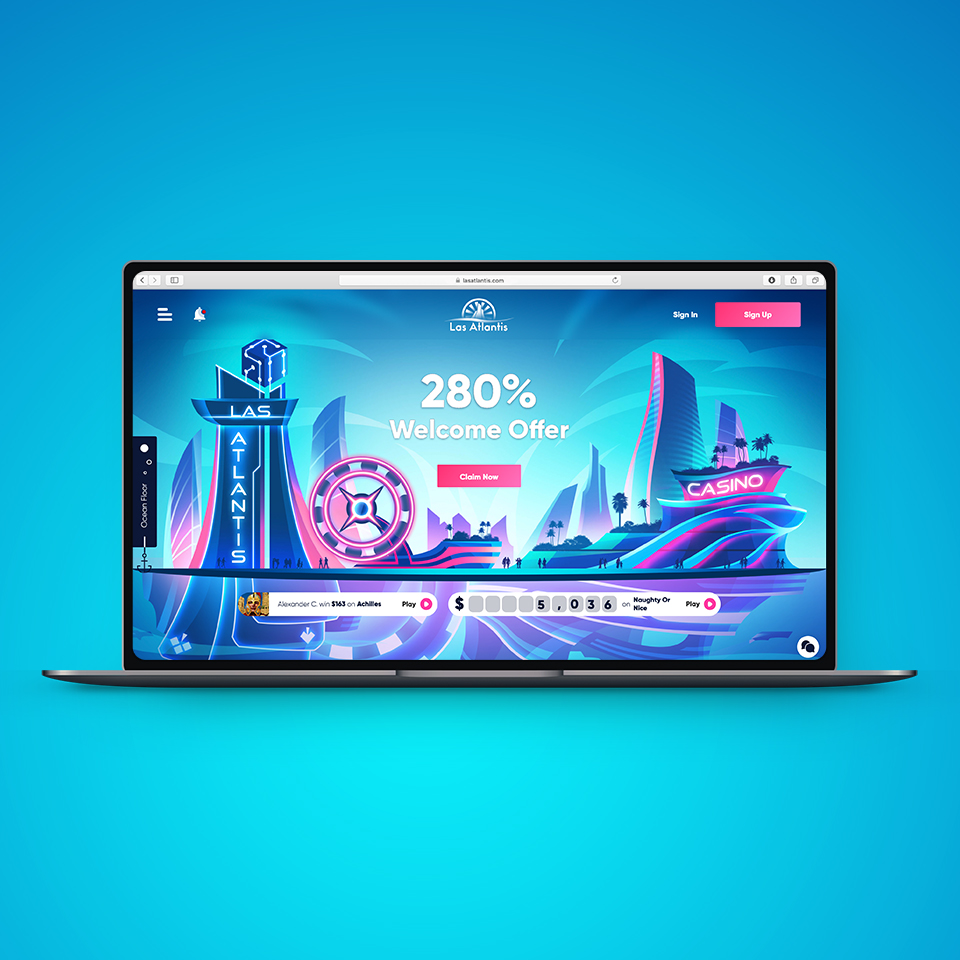 lasatlantis.com
Las Atlantis
Sign In
Sign Up
280%
Welcome Offer
Claim Now
LAS
ATLANTIS
CASINO
Ocean Floor
Alexander C. win $163 on Achilles
Play
$ 5,036 on Naughty Or
Nice
Play